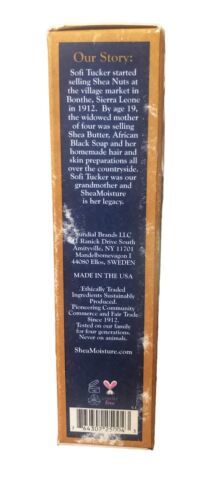 Our Story:
Sofi Tucker started
selling Shea Nuts at
the village market in
Bonthe, Sierra Leone
in 1912. By age 19,
the widowed mother
of four was selling
Shea Butter, African
Black Soap and her
homemade hair and
skin preparations all
over the countryside.
Sofi Tucker was our
grandmother and
SheaMoisture
is her legacy.
Sundial Brands LLC
Ranick Drive South
Amityville, NY 11701
Mandelbomevagon 1
44080 Ellos, SWEDEN
MADE IN THE USA
Ethically Traded
Ingredients Sustainably
Produced.
Pioneering Community
Commerce and Fair Trade
Since 1912.
Tested on our family
for four generations.
Never on animals.
SheaMoisture.com